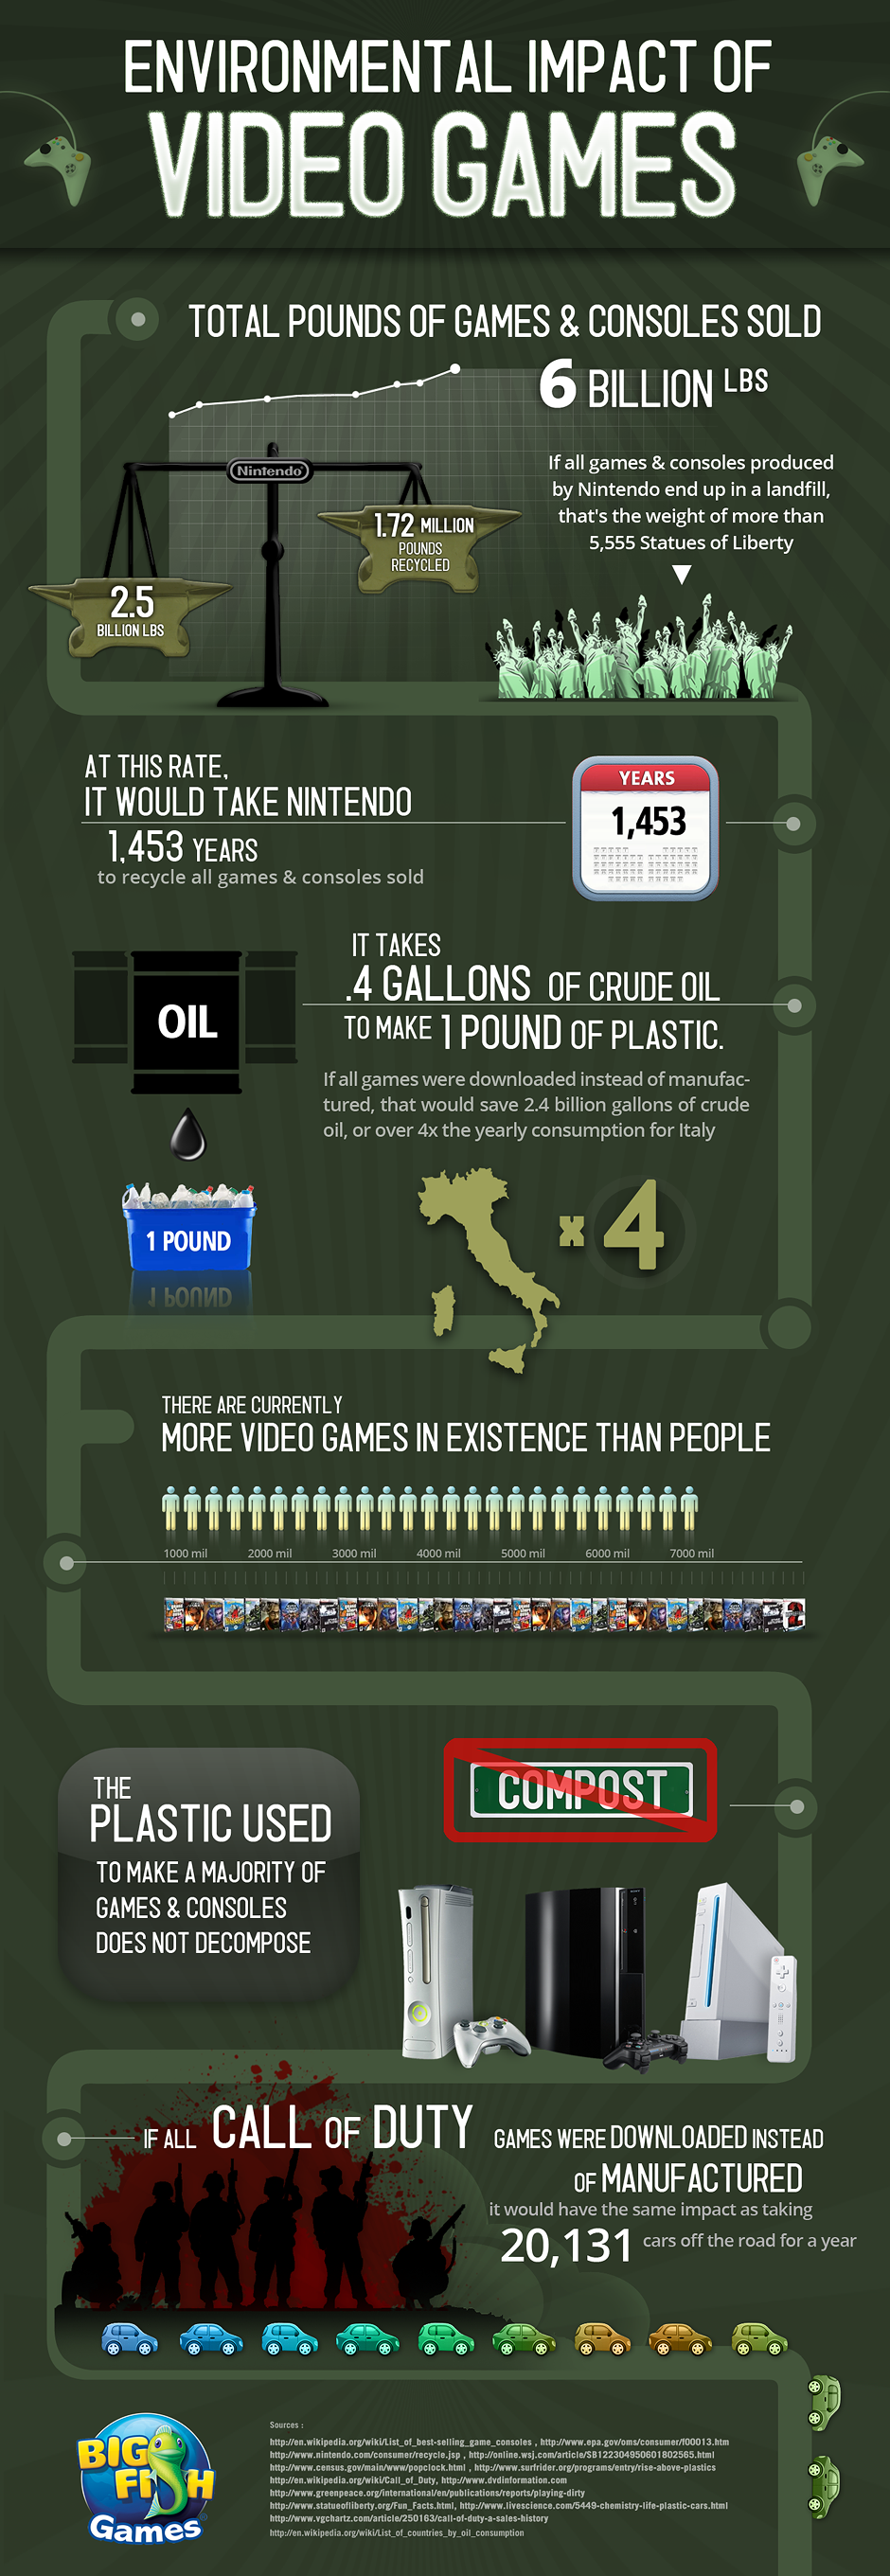 ENVIRONMENTAL IMPACT OF
VIDEO GAMES
TOTAL POUNDS OF GAMES & CONSOLES SOLD
6 BILLION LBS
Nintendo
1.72 MILLION
POUNDS
RECYCLED
2.5
BILLION LBS
If all games & consoles produced
by Nintendo end up in a landfill,
that's the weight of more than
5,555 Statues of Liberty
AT THIS RATE,
IT WOULD TAKE NINTENDO
1,453 YEARS
to recycle all games & consoles sold
YEARS
1,453
OIL
IT TAKES
.4 GALLONS OF CRUDE OIL
TO MAKE 1 POUND OF PLASTIC.
If all games were downloaded instead of manufac-
tured, that would save 2.4 billion gallons of crude
oil, or over 4x the yearly consumption for Italy
1 POUND
x 4
THERE ARE CURRENTLY
MORE VIDEO GAMES IN EXISTENCE THAN PEOPLE
1000 mil 2000 mil 3000 mil 4000 mil 5000 mil 6000 mil 7000 mil
THE
PLASTIC USED
TO MAKE A MAJORITY OF
GAMES & CONSOLES
DOES NOT DECOMPOSE
COMPOST
IF ALL CALL OF DUTY GAMES WERE DOWNLOADED INSTEAD
OF MANUFACTURED
it would have the same impact as taking
20,131 cars off the road for a year
BIG
FISH
Games
Sources :
http://en.wikipedia.org/wiki/List_of_best-selling_game_consoles , http://www.epa.gov/oms/consumer/f00013.htm
http://www.nintendo.com/consumer/recycle.jsp , http://online.wsj.com/article/SB122304950601802565.html
http://www.census.gov/main/www/popclock.html , http://www.surfrider.org/programs/entry/rise-above-plastics
http://en.wikipedia.org/wiki/Call_of_Duty, http://www.dvdinformation.com
http://www.greenpeace.org/international/en/publications/reports/playing-dirty
http://www.statueofliberty.org/Fun_Facts.html, http://www.livescience.com/5449-chemistry-life-plastic-cars.html
http://www.vgchartz.com/article/250163/call-of-duty-a-sales-history
http://en.wikipedia.org/wiki/List_of_countries_by_oil_consumption